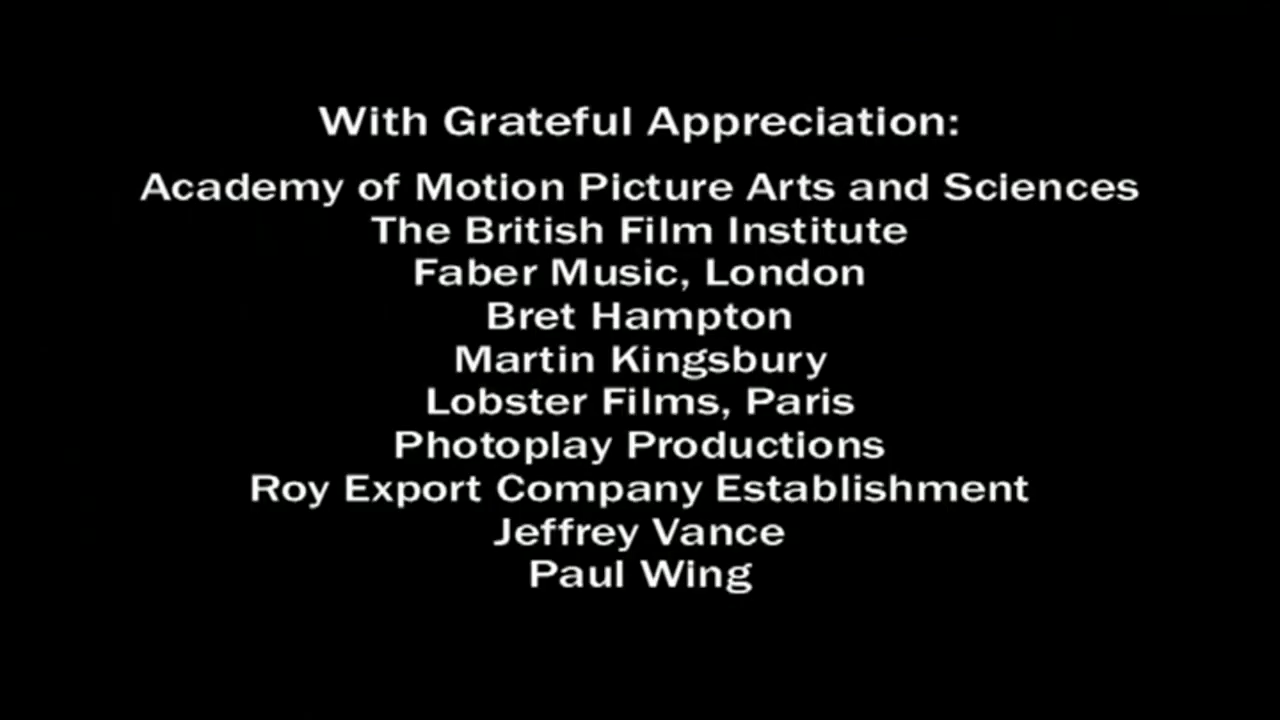 With Grateful Appreciation:
Academy of Motion Picture Arts and Sciences
The British Film Institute
Faber Music, London
Bret Hampton
Martin Kingsbury
Lobster Films, Paris
Photoplay Productions
Roy Export Company Establishment
Jeffrey Vance
Paul Wing